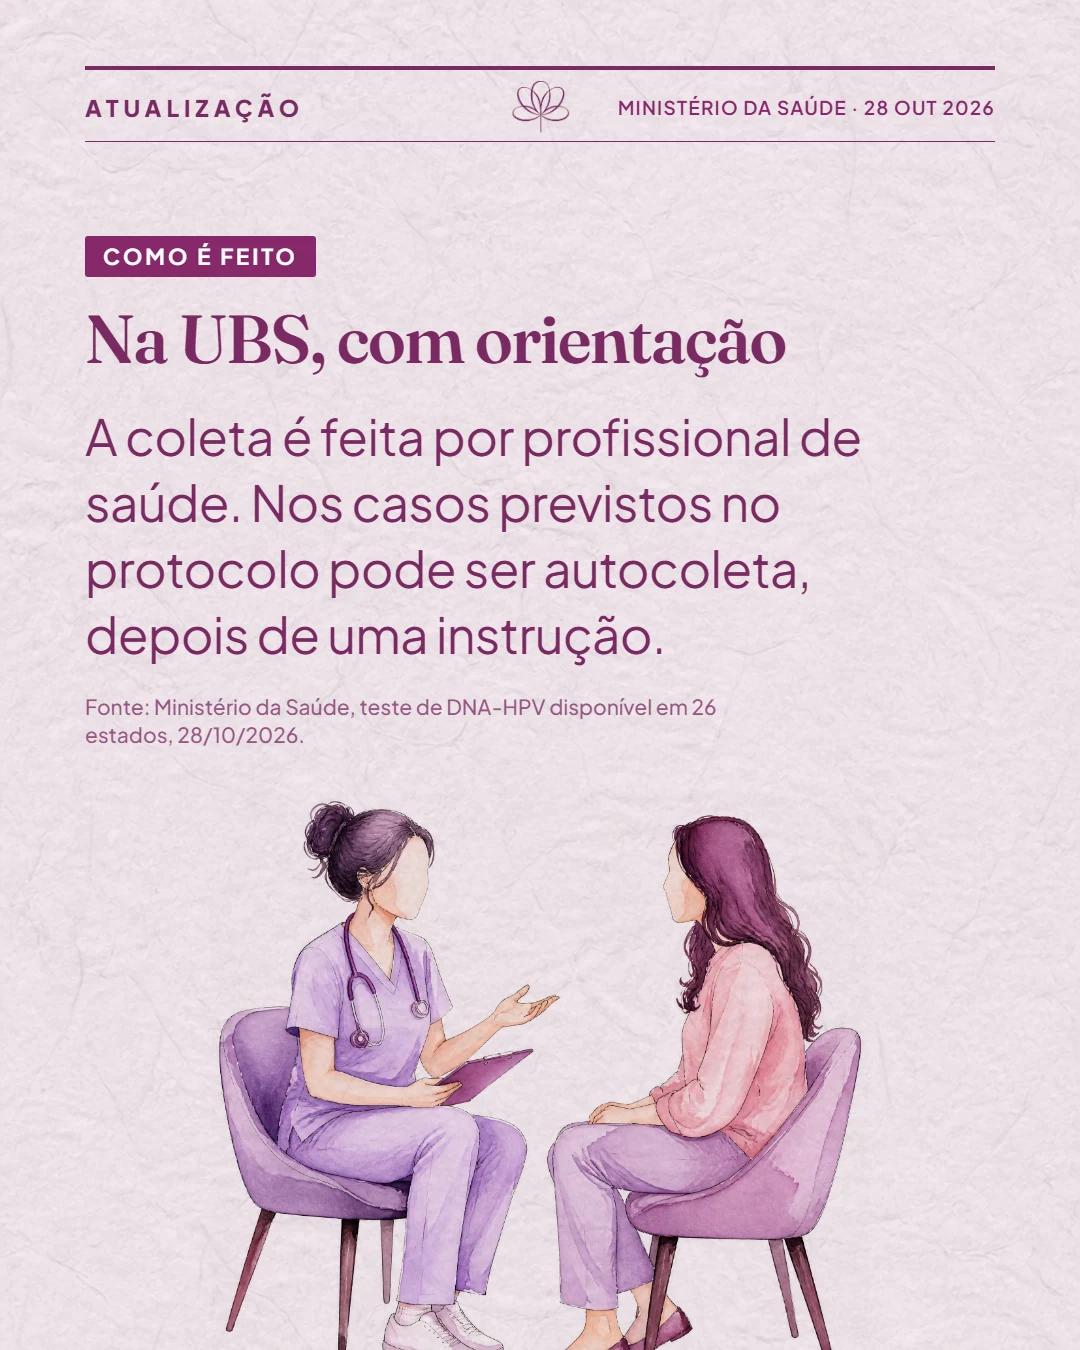 ATUALIZAÇÃO
MINISTÉRIO DA SAÚDE · 28 OUT 2026
COMO É FEITO
Na UBS, com orientação
A coleta é feita por profissional de
saúde. Nos casos previstos no
protocolo pode ser autocoleta,
depois de uma instrução.
Fonte: Ministério da Saúde, teste de DNA-HPV disponível em 26
estados, 28/10/2026.